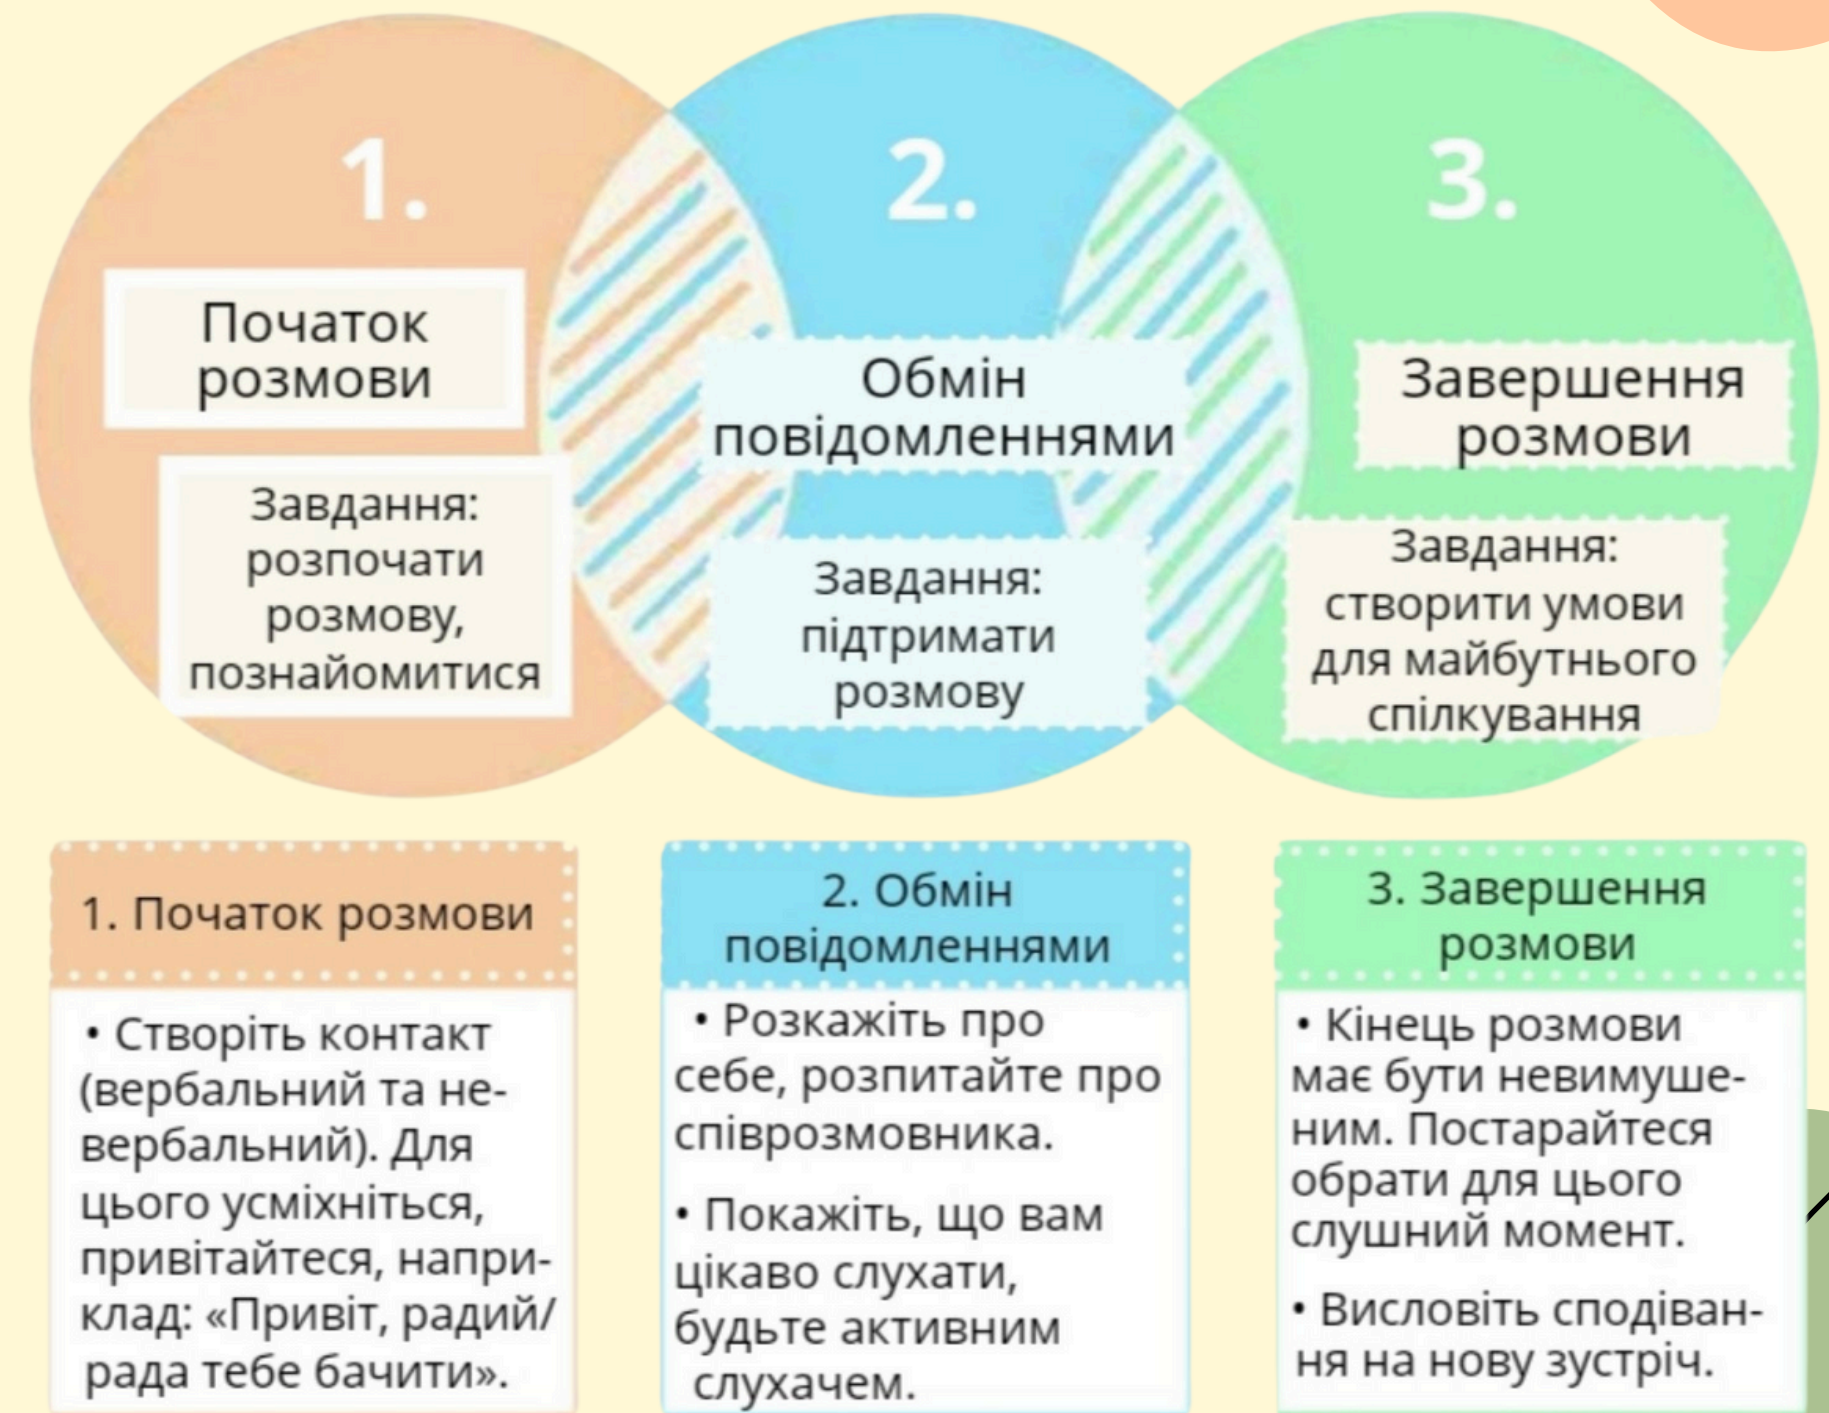 1.
Початок
розмови
Завдання:
розпочати
розмову,
познайомитися
2.
Обмін
повідомленнями
Завдання:
підтримати
розмову
3.
Завершення
розмови
Завдання:
створити умови
для майбутнього
спілкування
1. Початок розмови
• Створіть контакт
(вербальний та не-
вербальний). Для
цього усміхніться,
привітайтеся, напри-
клад: «Привіт, радий/
рада тебе бачити».
2. Обмін
повідомленнями
• Розкажіть про
себе, розпитайте про
співрозмовника.
• Покажіть, що вам
цікаво слухати,
будьте активним
слухачем.
3. Завершення
розмови
• Кінець розмови
має бути невимуше-
ним. Постарайтеся
обрати для цього
слушний момент.
• Висловіть сподіван-
ня на нову зустріч.